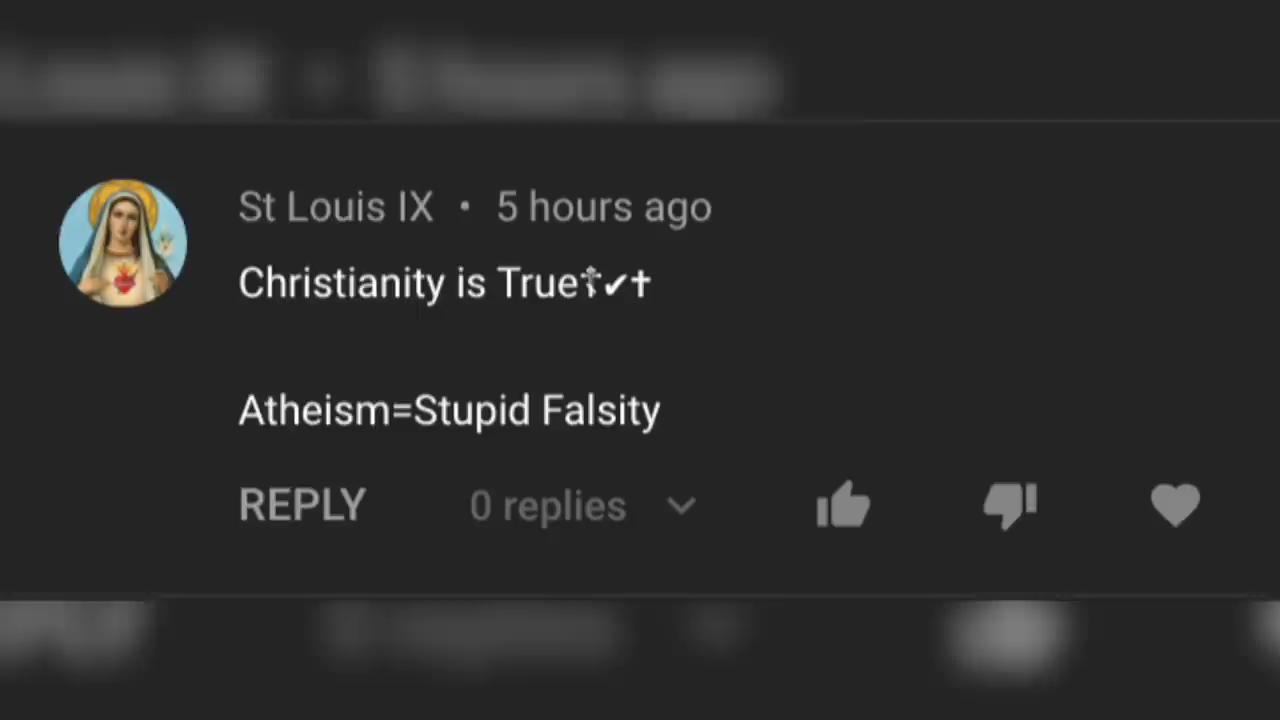 St Louis IX • 5 hours ago
Christianity is True☦✔✝
Atheism=Stupid Falsity
REPLY 0 replies